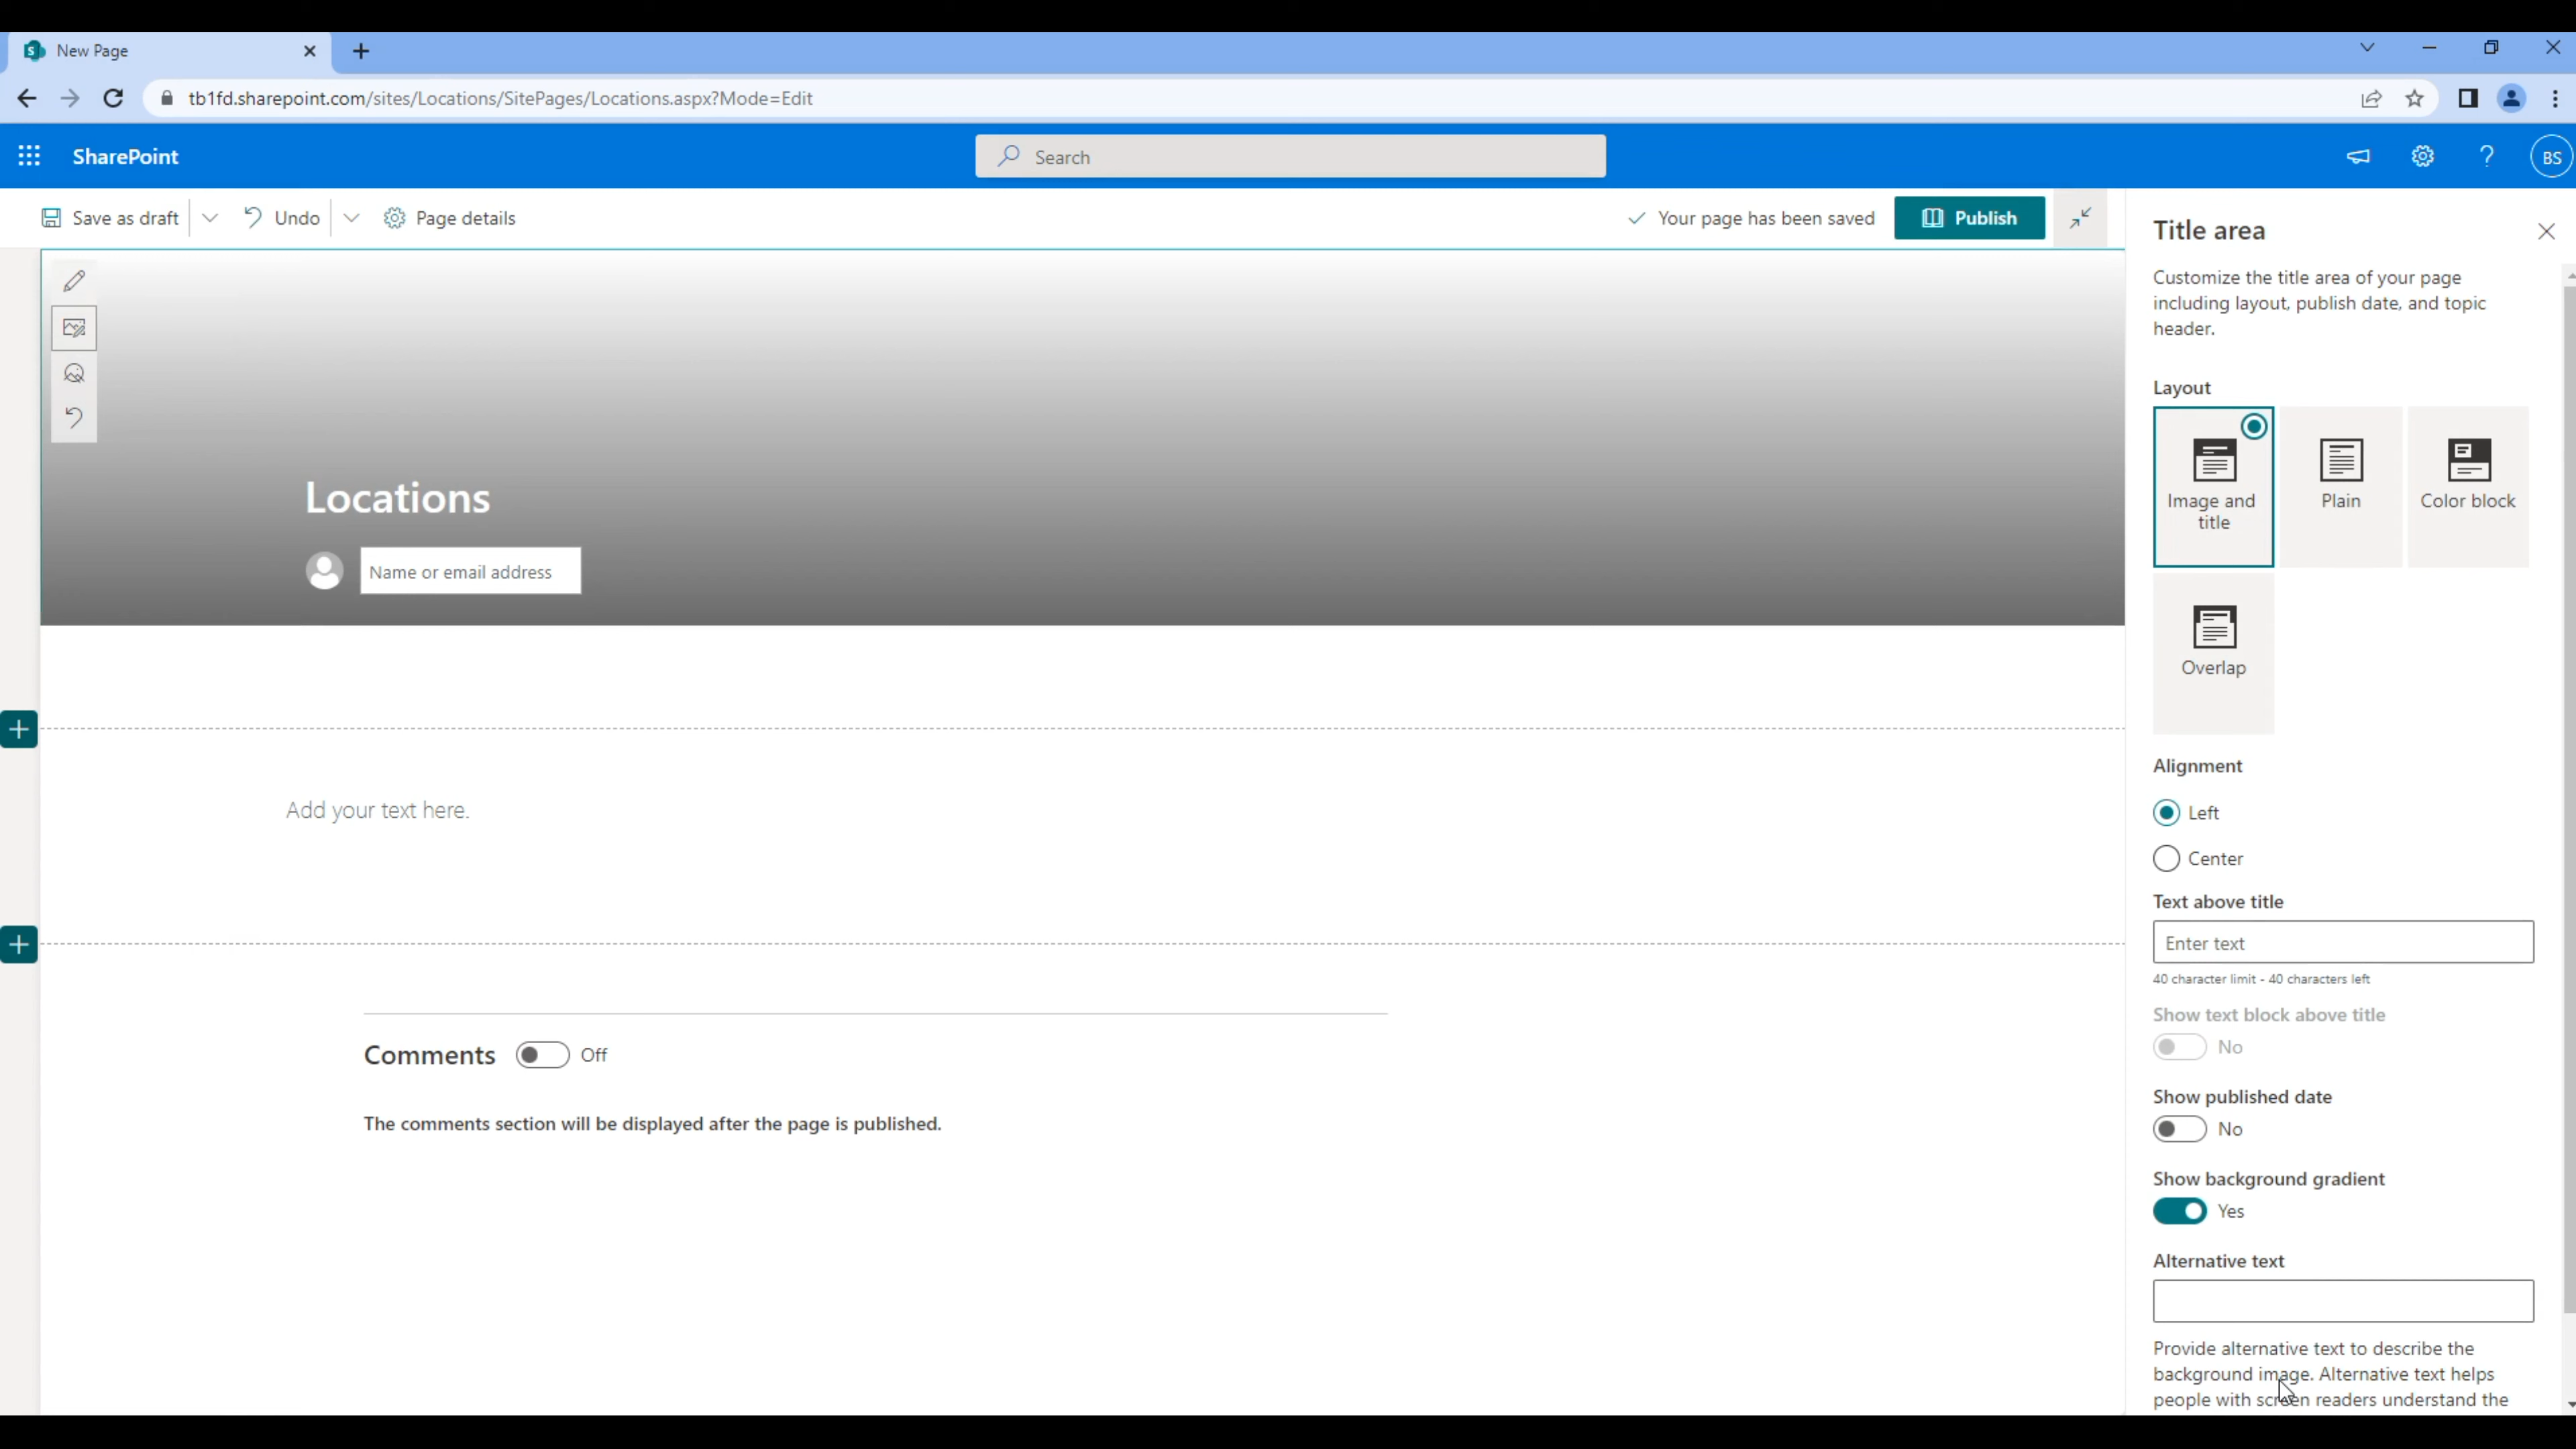 New Page
tb1fd.sharepoint.com/sites/Locations/SitePages/Locations.aspx?Mode=Edit
SharePoint
Search
BS
Save as draft
Undo
Page details
Your page has been saved
Publish
Locations
Name or email address
Add your text here.
Comments
Off
The comments section will be displayed after the page is published.
Title area
Customize the title area of your page
including layout, publish date, and topic
header.
Layout
Image and
title
Plain
Color block
Overlap
Alignment
Left
Center
Text above title
Enter text
40 character limit - 40 characters left
Show text block above title
No
Show published date
No
Show background gradient
Yes
Alternative text
Provide alternative text to describe the
background image. Alternative text helps
people with screen readers understand the